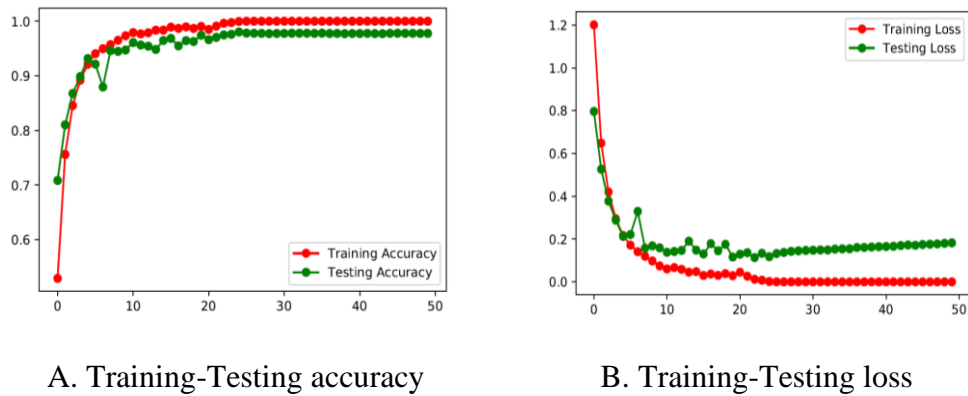 1.0
0.9
0.8
0.7
0.6
Training Accuracy
Testing Accuracy
0 10 20 30 40 50
A. Training-Testing accuracy
1.2
1.0
0.8
0.6
0.4
0.2
0.0
Training Loss
Testing Loss
0 10 20 30 40 50
B. Training-Testing loss